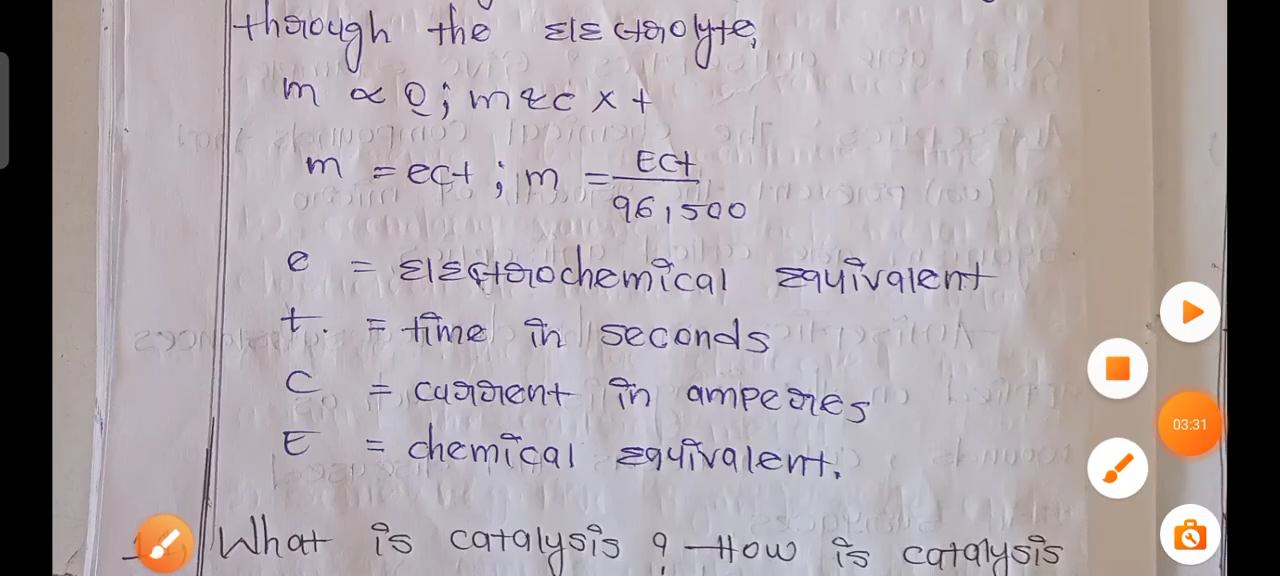 through the electrolyte,
m ∝ Q; m ∝ c × t
m = ect ; m = Ect / 96,500
e = electrochemical equivalent
t. = time in seconds
C = current in amperes
E = chemical equivalent.
03:31
What is catalysis ? How is catalysis